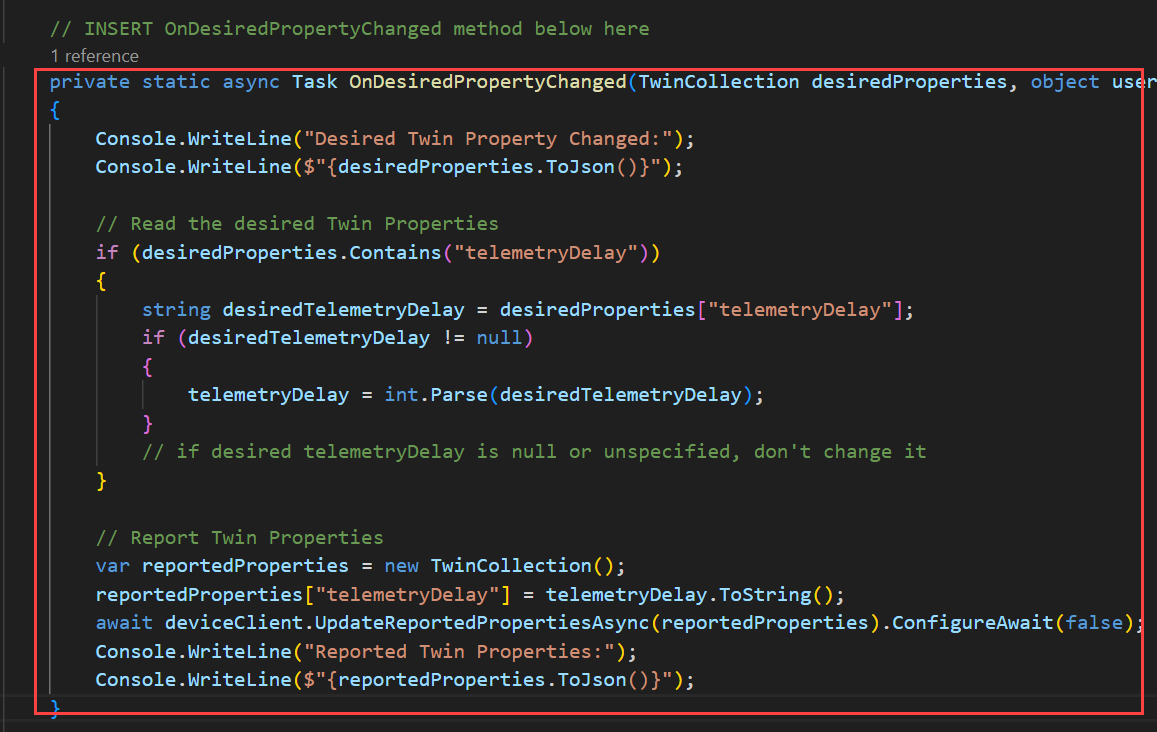 // INSERT OnDesiredPropertyChanged method below here
1 reference
private static async Task OnDesiredPropertyChanged(TwinCollection desiredProperties, object user
{
Console.WriteLine("Desired Twin Property Changed:");
Console.WriteLine($"{desiredProperties.ToJson()}");
// Read the desired Twin Properties
if (desiredProperties.Contains("telemetryDelay"))
{
string desiredTelemetryDelay = desiredProperties["telemetryDelay"];
if (desiredTelemetryDelay != null)
{
telemetryDelay = int.Parse(desiredTelemetryDelay);
}
// if desired telemetryDelay is null or unspecified, don't change it
}
// Report Twin Properties
var reportedProperties = new TwinCollection();
reportedProperties["telemetryDelay"] = telemetryDelay.ToString();
await deviceClient.UpdateReportedPropertiesAsync(reportedProperties).ConfigureAwait(false);
Console.WriteLine("Reported Twin Properties:");
Console.WriteLine($"{reportedProperties.ToJson()}");
}